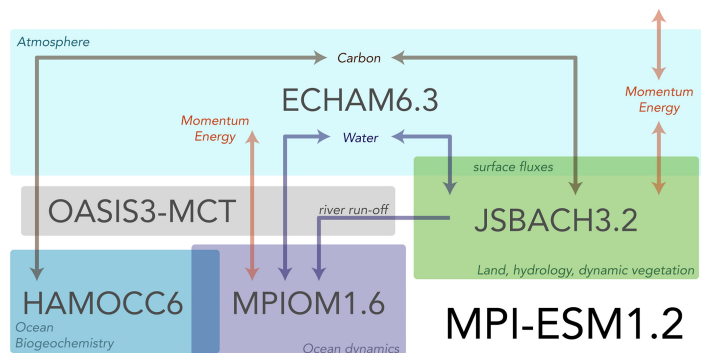 Atmosphere
Carbon
ECHAM6.3
Momentum
Energy
Momentum
Energy
Water
surface fluxes
OASIS3-MCT
river run-off
JSBACH3.2
Land, hydrology, dynamic vegetation
HAMOCC6
MPIOM1.6
Ocean
Biogeochemistry
Ocean dynamics
MPI-ESM1.2